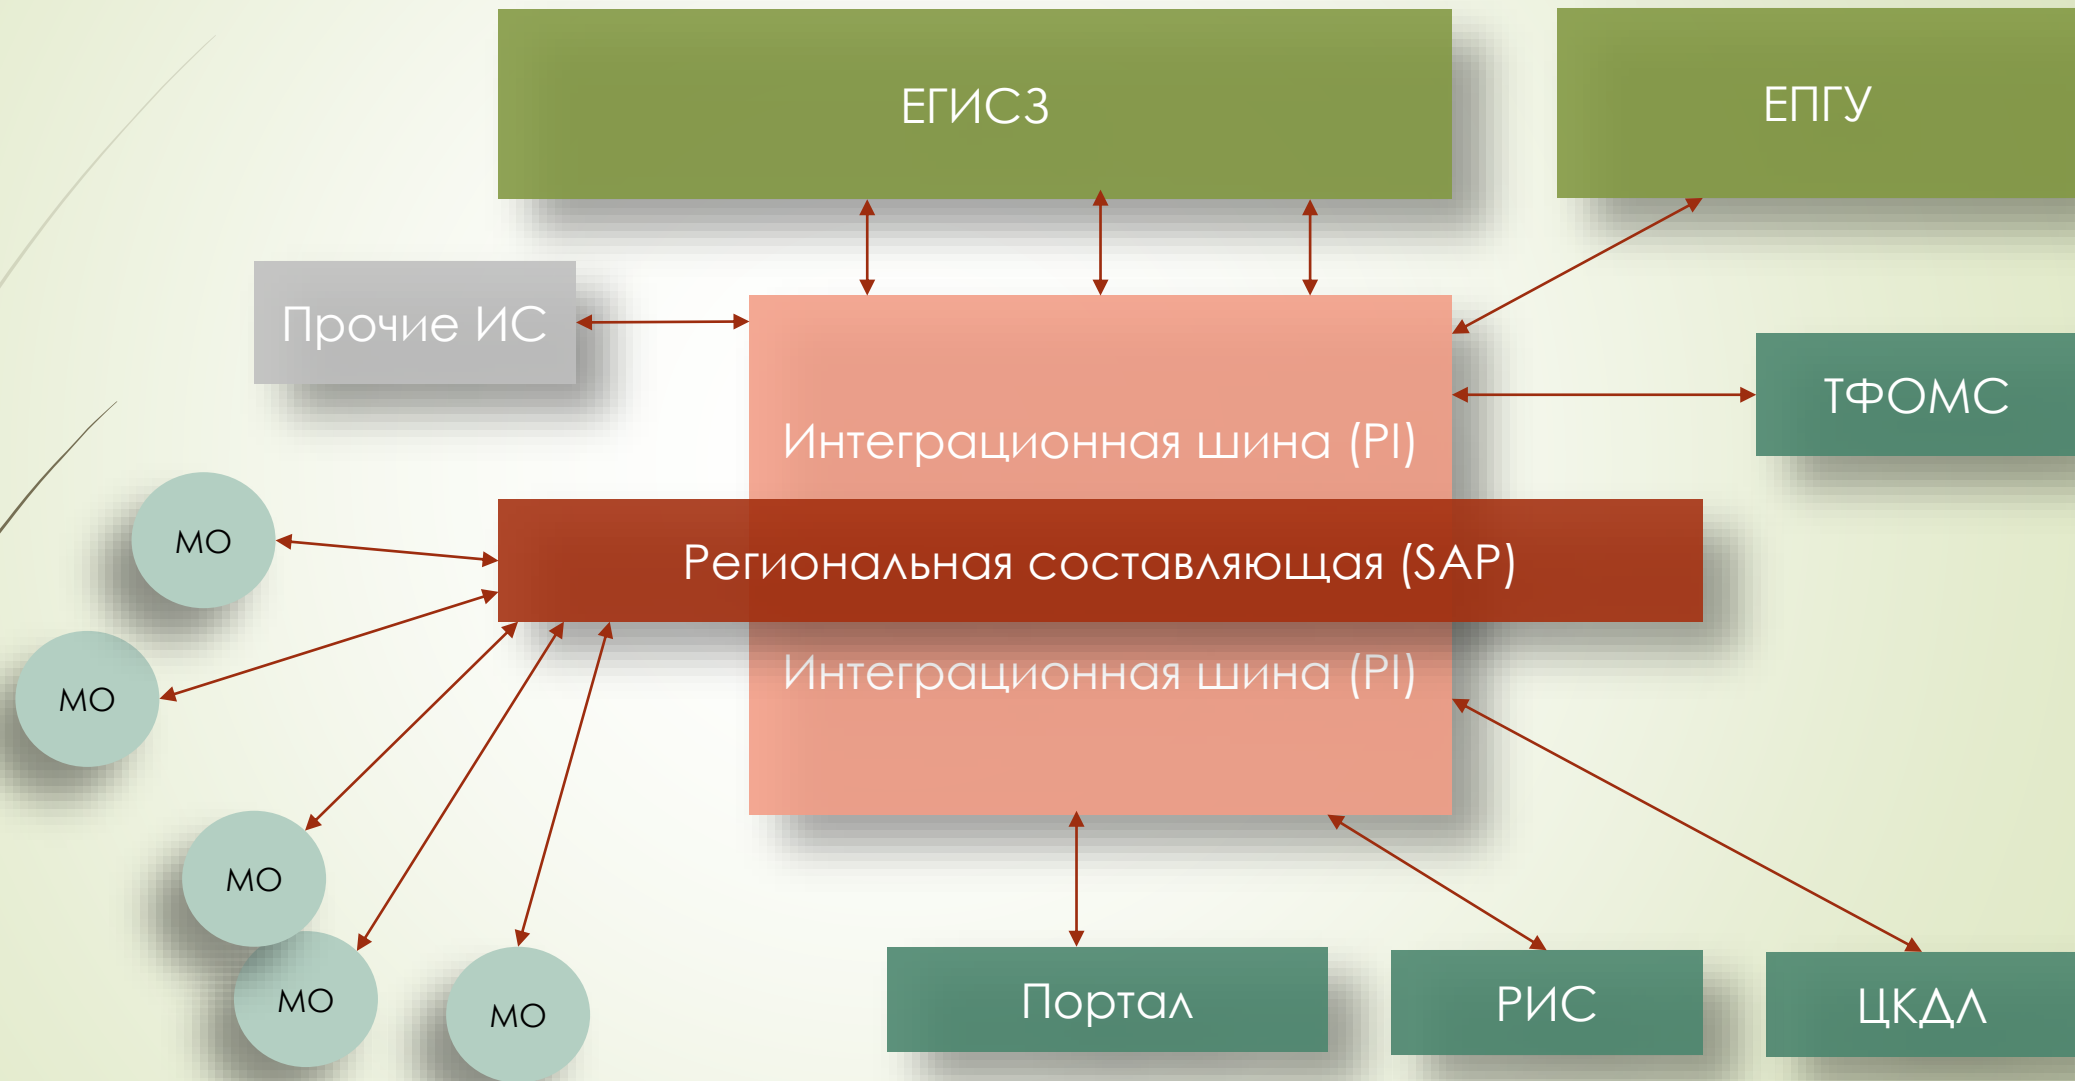 ЕГИСЗ
ЕПГУ
Прочие ИС
ТФОМС
Интеграционная шина (PI)
МО
Региональная составляющая (SAP)
МО
Интеграционная шина (PI)
МО
МО
МО
Портал
РИС
ЦКДЛ